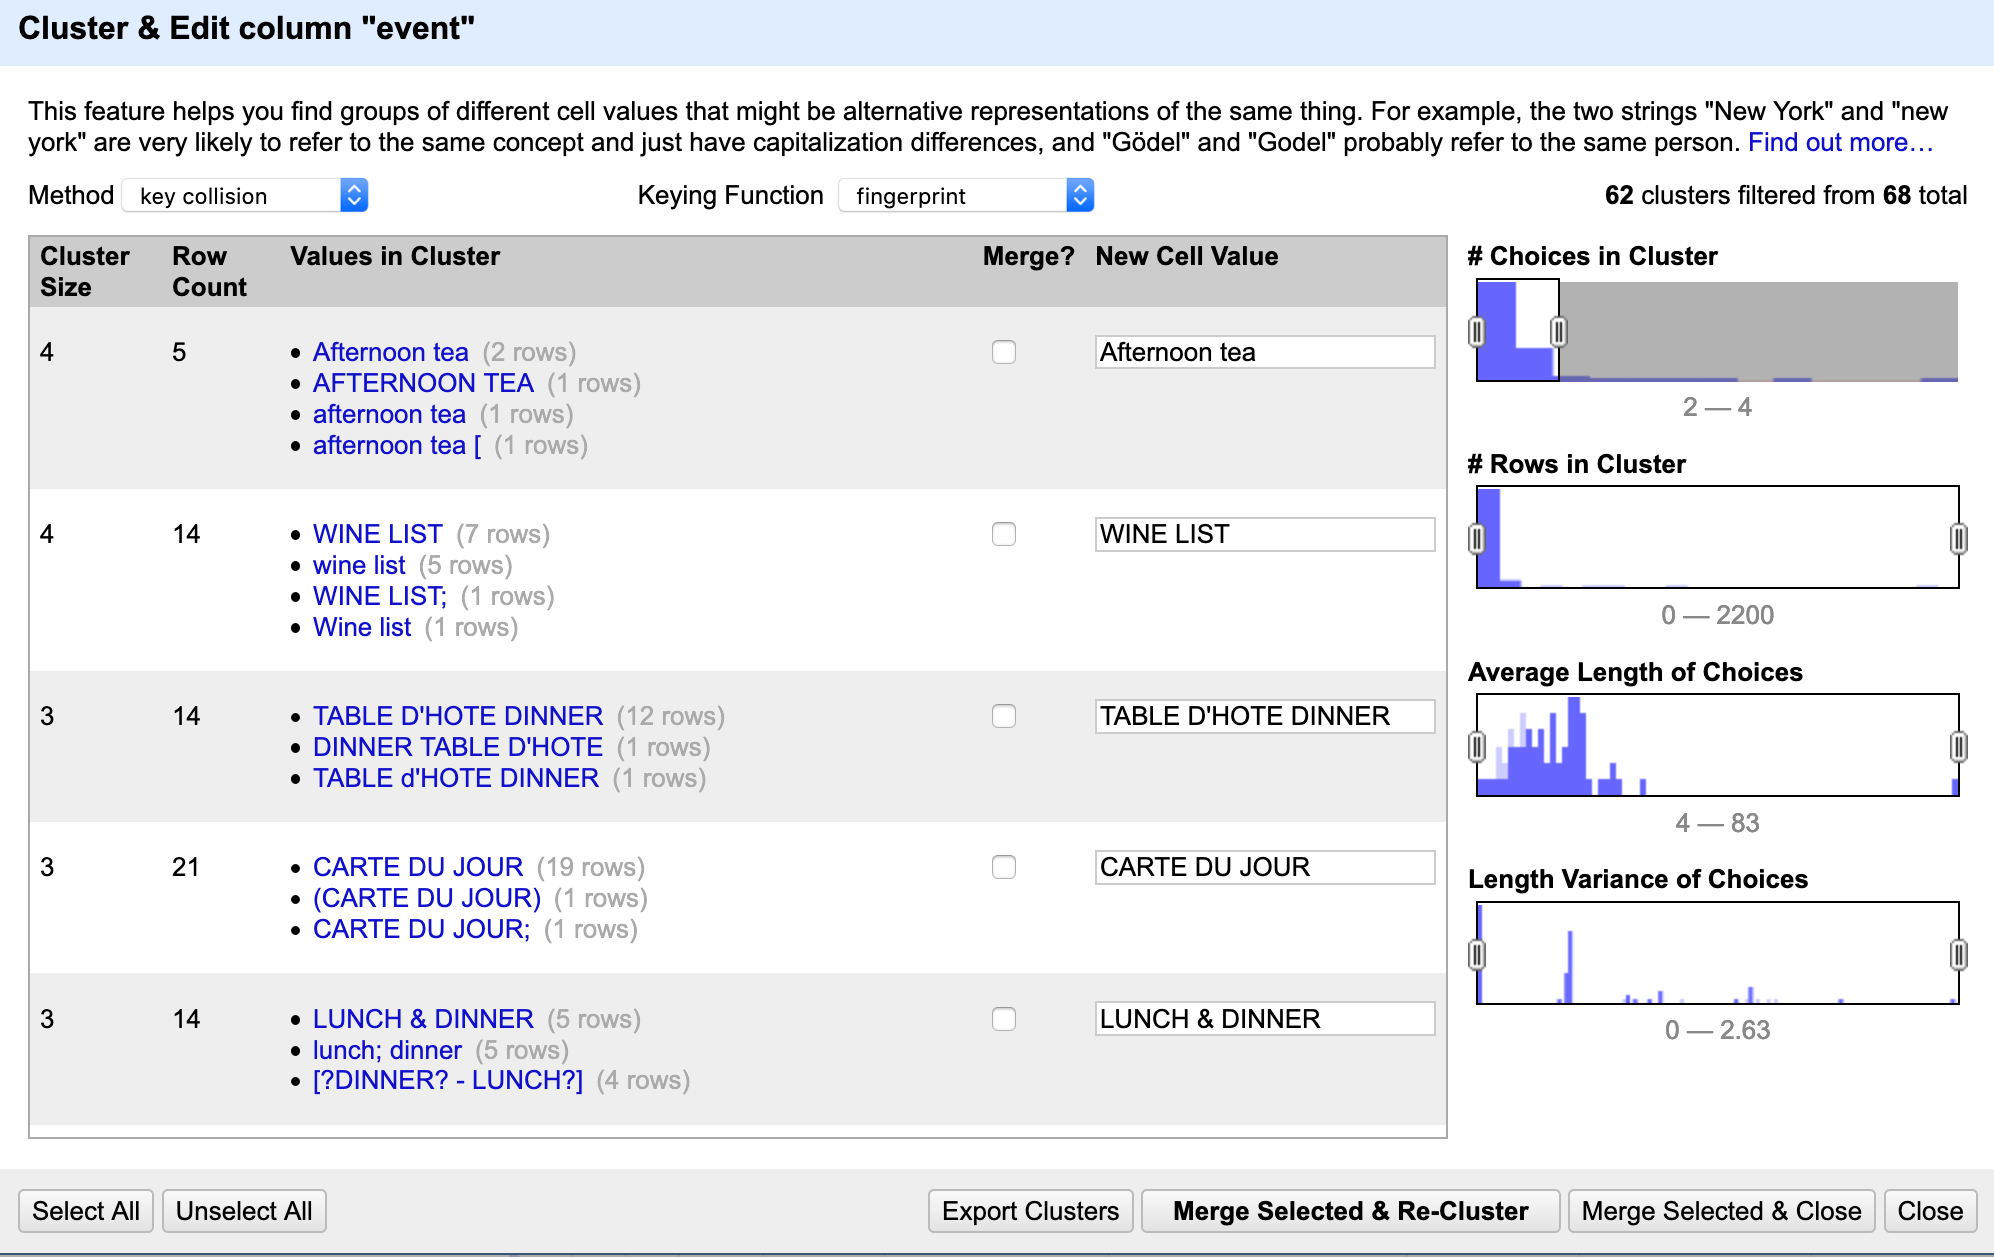 Cluster & Edit column "event"
This feature helps you find groups of different cell values that might be alternative representations of the same thing. For example, the two strings "New York" and "new
york" are very likely to refer to the same concept and just have capitalization differences, and "Gödel" and "Godel" probably refer to the same person. Find out more…
Method key collision Keying Function fingerprint 62 clusters filtered from 68 total
Cluster Size Row Count Values in Cluster Merge? New Cell Value
4 5 • Afternoon tea (2 rows) Afternoon tea
• AFTERNOON TEA (1 rows)
• afternoon tea (1 rows)
• afternoon tea [ (1 rows)
4 14 • WINE LIST (7 rows) WINE LIST
• wine list (5 rows)
• WINE LIST; (1 rows)
• Wine list (1 rows)
3 14 • TABLE D'HOTE DINNER (12 rows) TABLE D'HOTE DINNER
• DINNER TABLE D'HOTE (1 rows)
• TABLE d'HOTE DINNER (1 rows)
3 21 • CARTE DU JOUR (19 rows) CARTE DU JOUR
• (CARTE DU JOUR) (1 rows)
• CARTE DU JOUR; (1 rows)
3 14 • LUNCH & DINNER (5 rows) LUNCH & DINNER
• lunch; dinner (5 rows)
• [?DINNER? - LUNCH?] (4 rows)
# Choices in Cluster
2 — 4
# Rows in Cluster
0 — 2200
Average Length of Choices
4 — 83
Length Variance of Choices
0 — 2.63
Select All Unselect All Export Clusters Merge Selected & Re-Cluster Merge Selected & Close Close